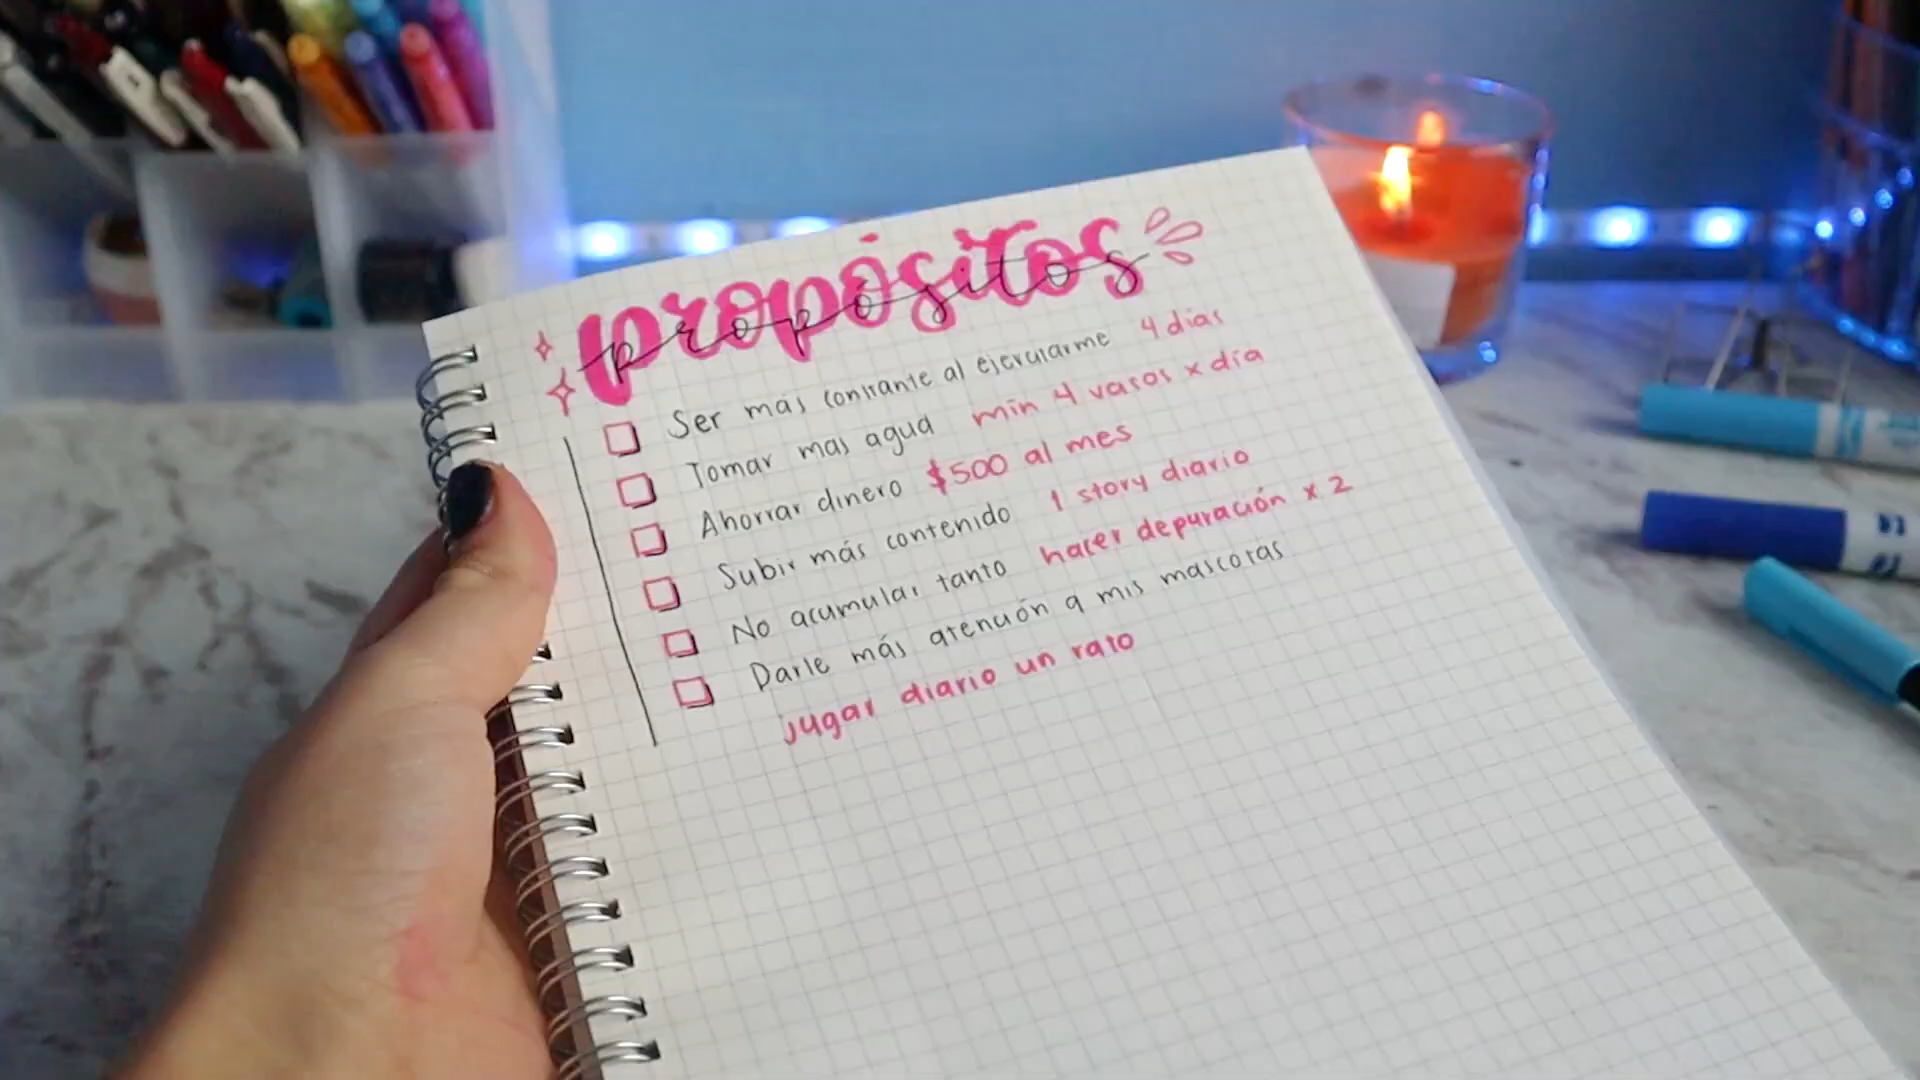 propósitos
propósitos
Ser más constante al ejercitarme 4 días
Tomar mas agua min 4 vasos x día
Ahorrar dinero $500 al mes
Subir más contenido 1 story diario
No acumular tanto hacer depuración x 2
Darle más atención a mis mascotas
jugar diario un rato